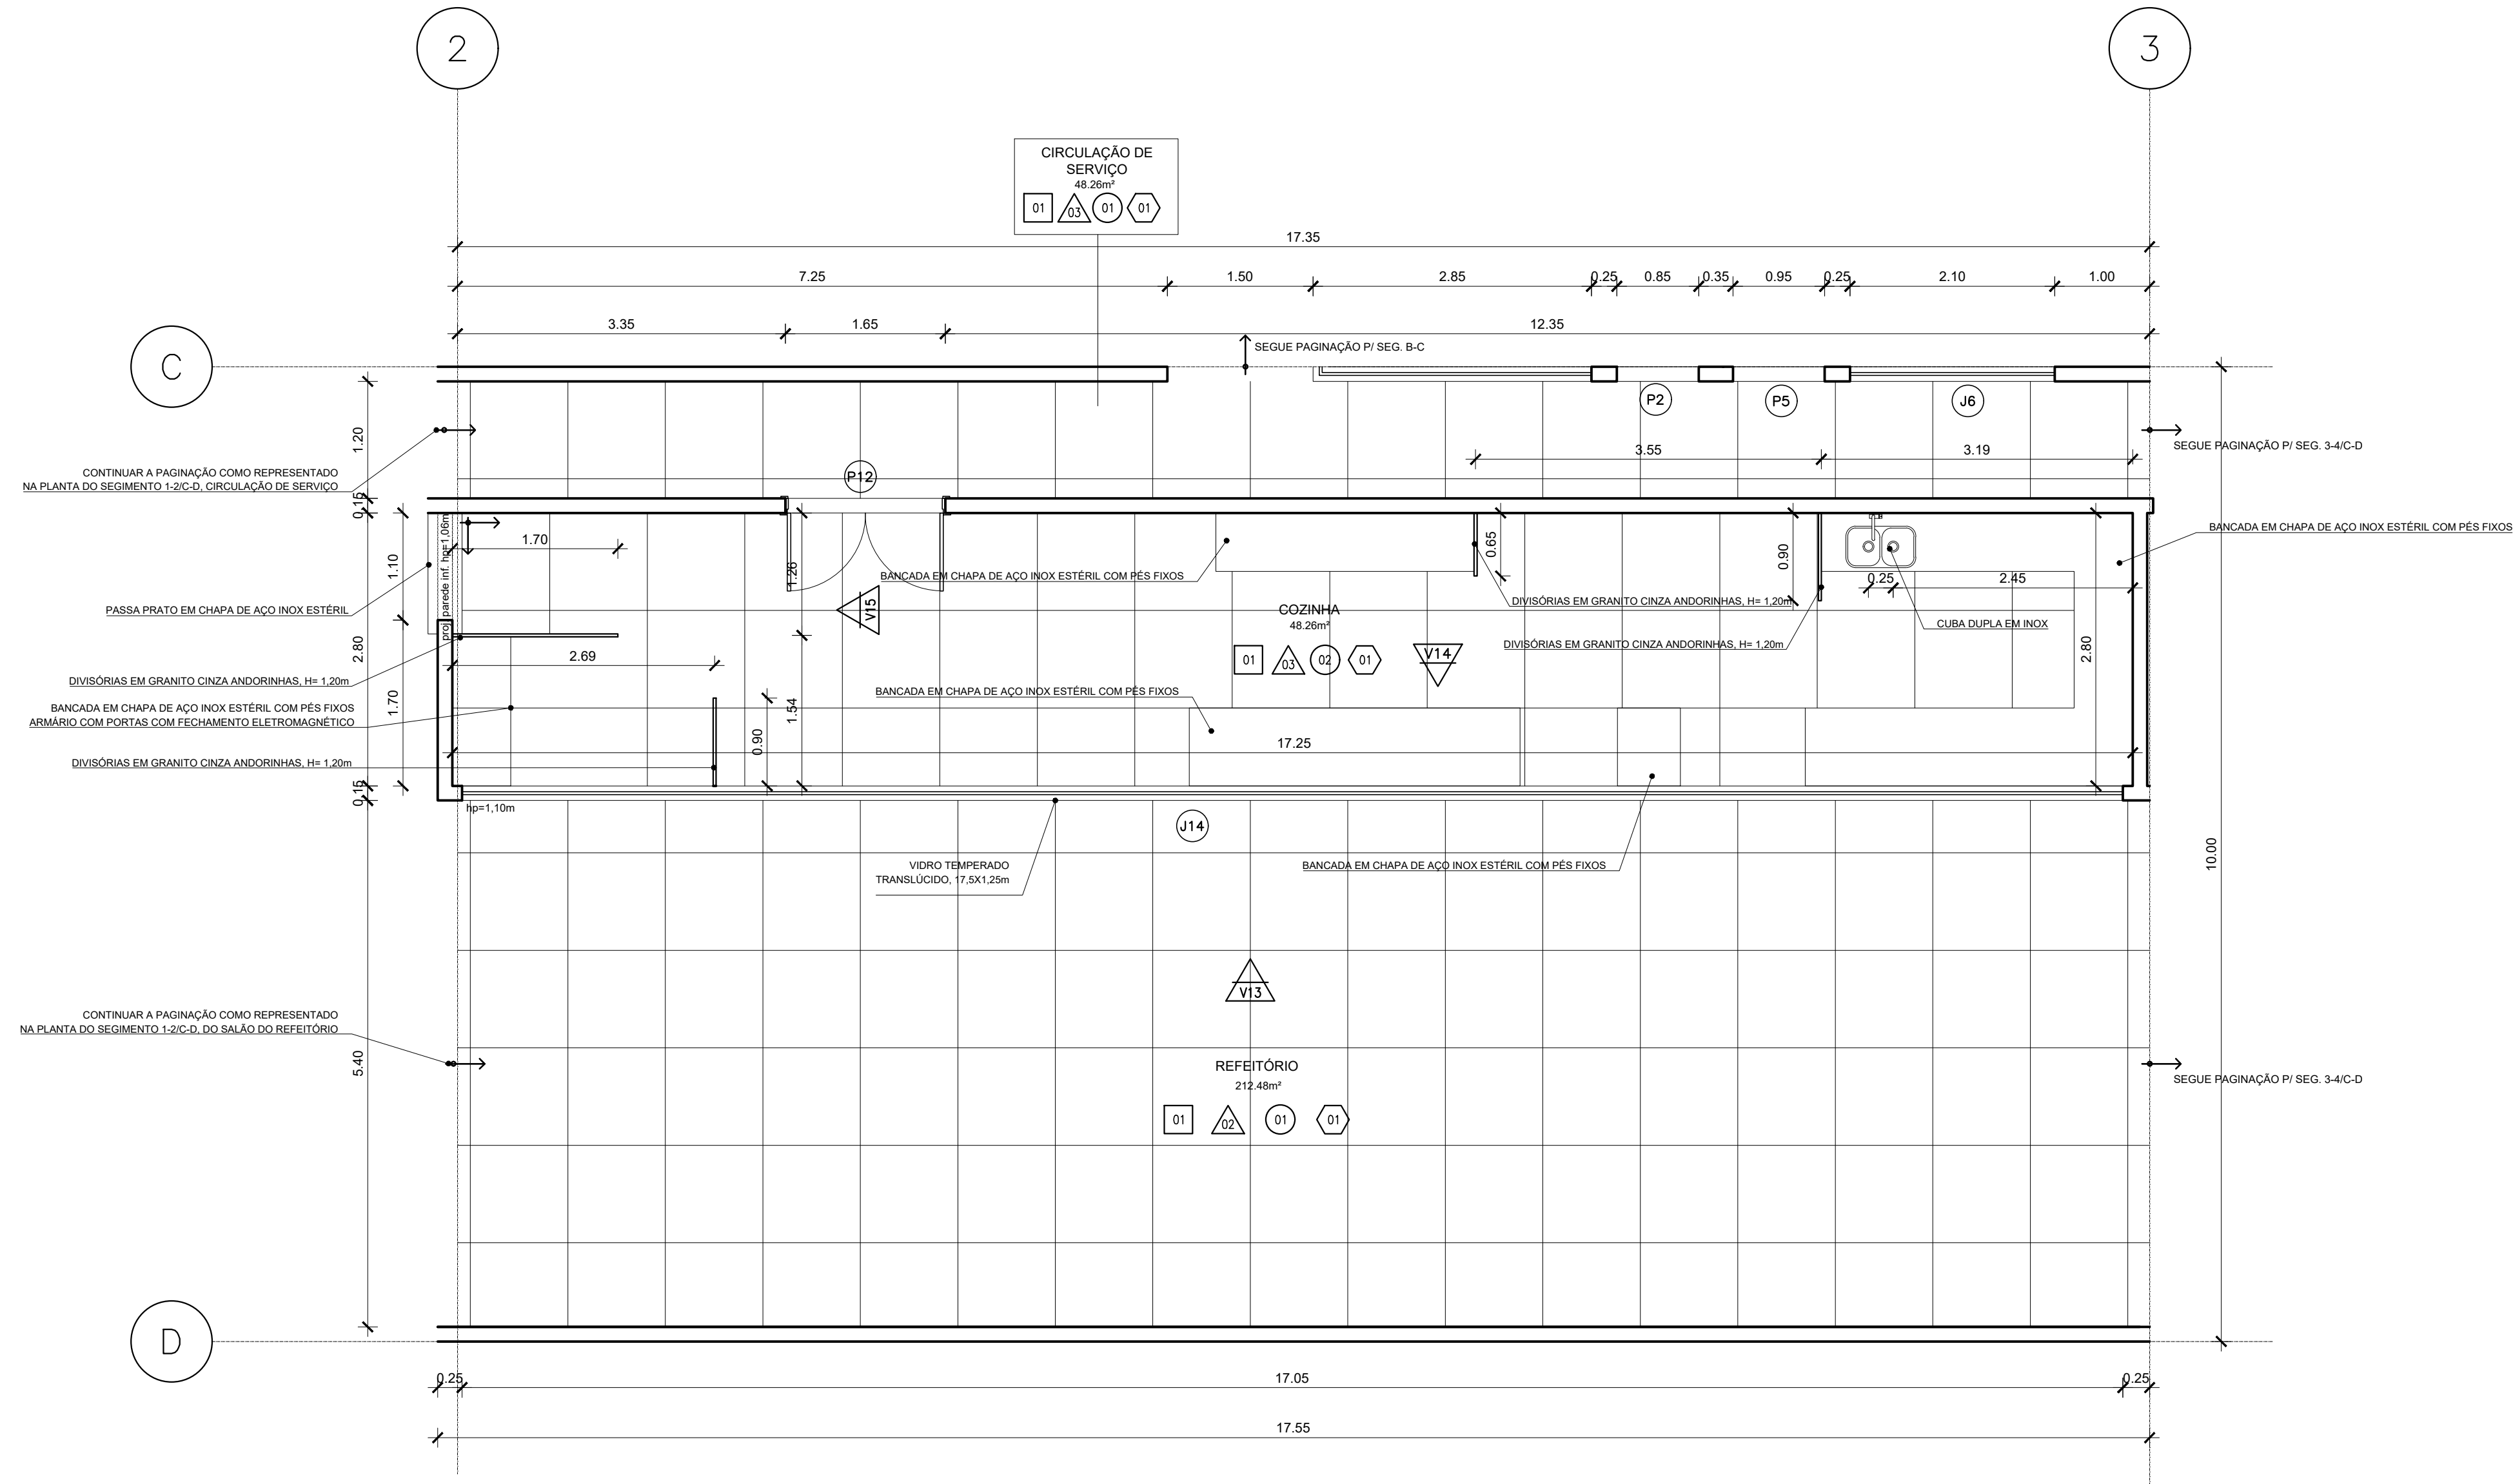 2
3
CIRCULAÇÃO DE
SERVIÇO
48.26m²
01 03 01 01
17.35
7.25 1.50 2.85 0.25 0.85 0.35 0.95 0.25 2.10 1.00
3.35 1.65 12.35
SEGUE PAGINAÇÃO P/ SEG. B-C
C
P2 P5 J6
1.20
SEGUE PAGINAÇÃO P/ SEG. 3-4/C-D
3.55 3.19
CONTINUAR A PAGINAÇÃO COMO REPRESENTADO
NA PLANTA DO SEGIMENTO 1-2/C-D, CIRCULAÇÃO DE SERVIÇO
P12
0.15
proj. parede inf. hp=1,06m
BANCADA EM CHAPA DE AÇO INOX ESTÉRIL COM PÉS FIXOS
1.70
0.65
0.90
1.10
1.26
BANCADA EM CHAPA DE AÇO INOX ESTÉRIL COM PÉS FIXOS
0.25 2.45
PASSA PRATO EM CHAPA DE AÇO INOX ESTÉRIL
V15
COZINHA
48.26m²
DIVISÓRIAS EM GRANITO CINZA ANDORINHAS, H= 1,20m
CUBA DUPLA EM INOX
2.80
2.69
01 03 02 01
V14
DIVISÓRIAS EM GRANITO CINZA ANDORINHAS, H= 1,20m
2.80
DIVISÓRIAS EM GRANITO CINZA ANDORINHAS, H= 1,20m
BANCADA EM CHAPA DE AÇO INOX ESTÉRIL COM PÉS FIXOS
1.70
1.54
BANCADA EM CHAPA DE AÇO INOX ESTÉRIL COM PÉS FIXOS
ARMÁRIO COM PORTAS COM FECHAMENTO ELETROMAGNÉTICO
0.90
17.25
DIVISÓRIAS EM GRANITO CINZA ANDORINHAS, H= 1,20m
0.15
hp=1,10m
J14
VIDRO TEMPERADO
TRANSLÚCIDO, 17,5X1,25m
BANCADA EM CHAPA DE AÇO INOX ESTÉRIL COM PÉS FIXOS
10.00
V13
CONTINUAR A PAGINAÇÃO COMO REPRESENTADO
NA PLANTA DO SEGIMENTO 1-2/C-D, DO SALÃO DO REFEITÓRIO
5.40
REFEITÓRIO
212.48m²
SEGUE PAGINAÇÃO P/ SEG. 3-4/C-D
01 02 01 01
D
0.25 17.05 0.25
17.55